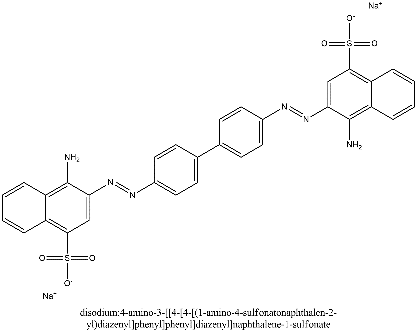 Na⁺
O⁻
O S O
N N
NH₂
NH₂
N N
O S O
O⁻
Na⁺
disodium;4-amino-3-[[4-[4-[(1-amino-4-sulfonatonaphthalen-2-
yl)diazenyl]phenyl]phenyl]diazenyl]naphthalene-1-sulfonate